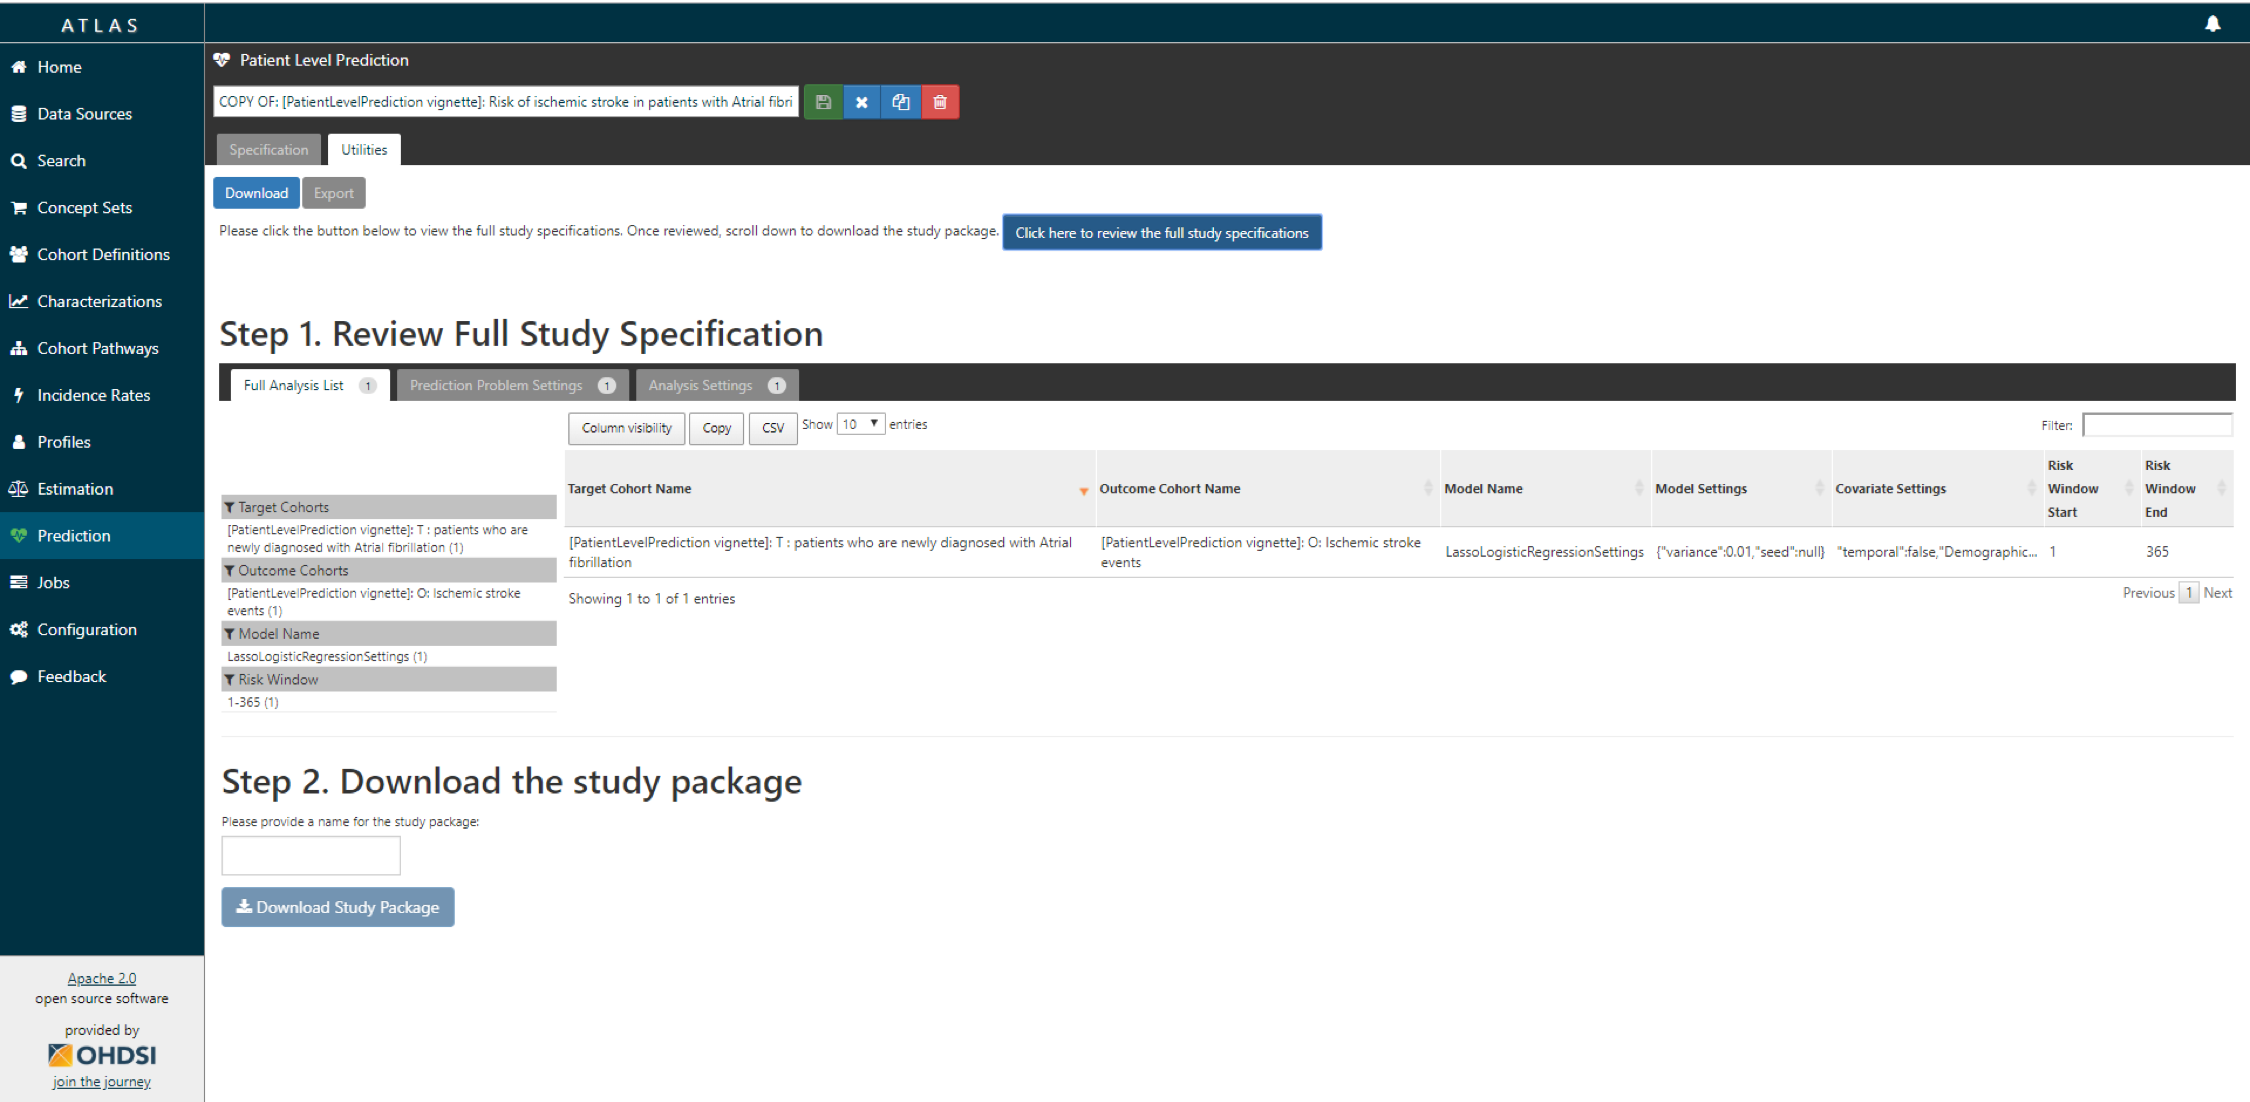 ATLAS
Home
Data Sources
Search
Concept Sets
Cohort Definitions
Characterizations
Cohort Pathways
Incidence Rates
Profiles
Estimation
Prediction
Jobs
Configuration
Feedback
Apache 2.0
open source software
provided by
OHDSI
join the journey
Patient Level Prediction
COPY OF: [PatientLevelPrediction vignette]: Risk of ischemic stroke in patients with Atrial fibri
Specification Utilities
Download Export
Please click the button below to view the full study specifications. Once reviewed, scroll down to download the study package. Click here to review the full study specifications
Step 1. Review Full Study Specification
Full Analysis List 1 Prediction Problem Settings 1 Analysis Settings 1
Target Cohorts
[PatientLevelPrediction vignette]: T : patients who are
newly diagnosed with Atrial fibrillation (1)
Outcome Cohorts
[PatientLevelPrediction vignette]: O: Ischemic stroke
events (1)
Model Name
LassoLogisticRegressionSettings (1)
Risk Window
1-365 (1)
Column visibility Copy CSV Show 10 entries Filter:
Target Cohort Name Outcome Cohort Name Model Name Model Settings Covariate Settings Risk Window Start Risk Window End
[PatientLevelPrediction vignette]: T : patients who are newly diagnosed with Atrial
fibrillation
[PatientLevelPrediction vignette]: O: Ischemic stroke
events
LassoLogisticRegressionSettings {"variance":0.01,"seed":null} "temporal":false,"Demographic... 1 365
Showing 1 to 1 of 1 entries Previous 1 Next
Step 2. Download the study package
Please provide a name for the study package:
Download Study Package